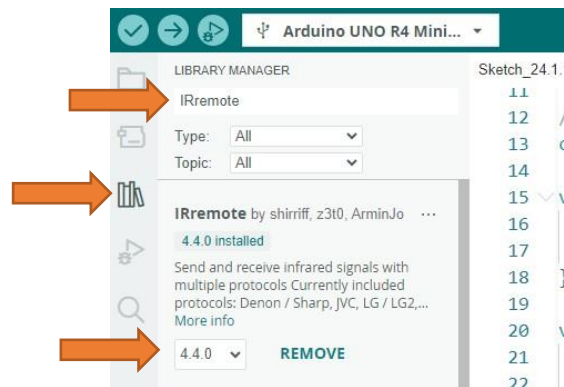 Arduino UNO R4 Mini...
LIBRARY MANAGER
IRremote
Type: All
Topic: All
IRremote by shirriff, z3t0, ArminJo ...
4.4.0 installed
Send and receive infrared signals with
multiple protocols Currently included
protocols: Denon / Sharp, JVC, LG / LG2,...
More info
4.4.0
REMOVE
Sketch_24.1.
11
12 /
13
14
15 v
16
17
18 }
19
20 v
21
22